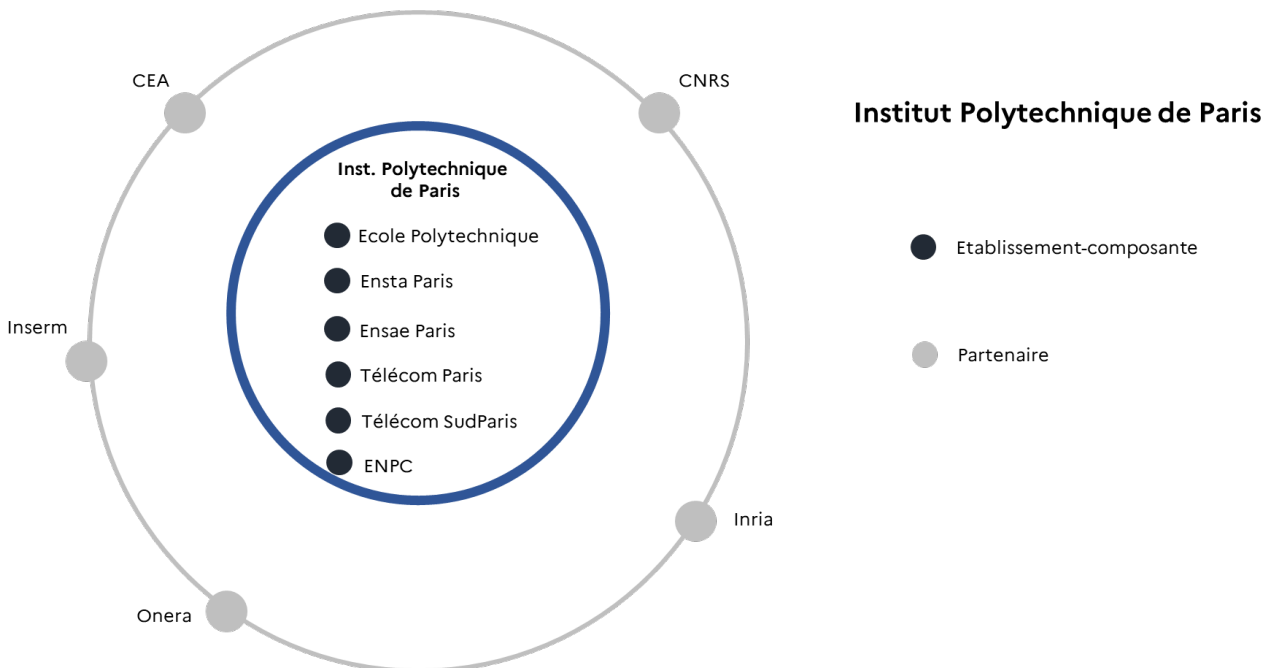 CEA
CNRS
Institut Polytechnique de Paris
Inst. Polytechnique
de Paris
Ecole Polytechnique
Etablissement-composante
Ensta Paris
Inserm
Ensae Paris
Partenaire
Télécom Paris
Télécom SudParis
ENPC
Inria
Onera